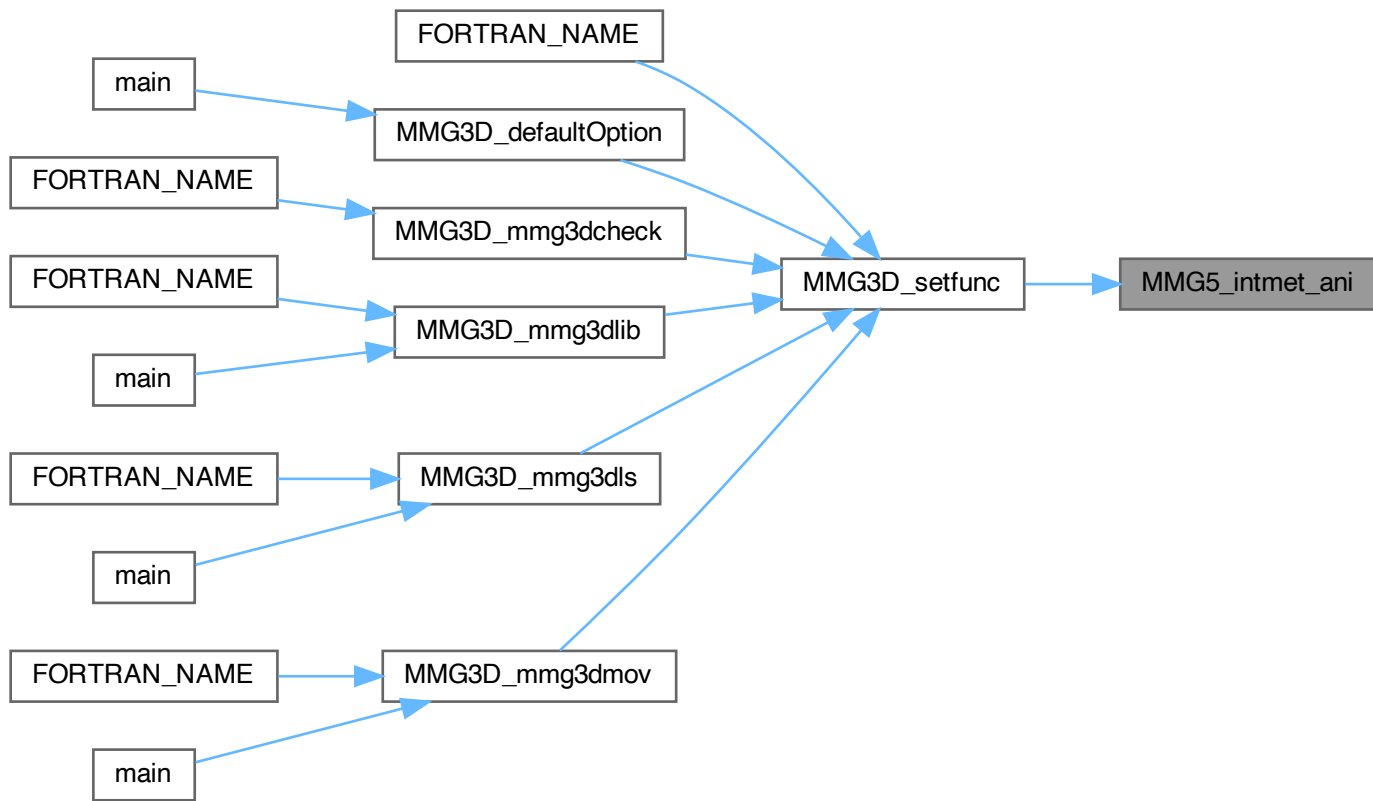 FORTRAN_NAME
main
MMG3D_defaultOption
FORTRAN_NAME
MMG3D_mmg3dcheck
FORTRAN_NAME
MMG3D_setfunc
MMG5_intmet_ani
MMG3D_mmg3dlib
main
FORTRAN_NAME
MMG3D_mmg3dls
main
FORTRAN_NAME
MMG3D_mmg3dmov
main